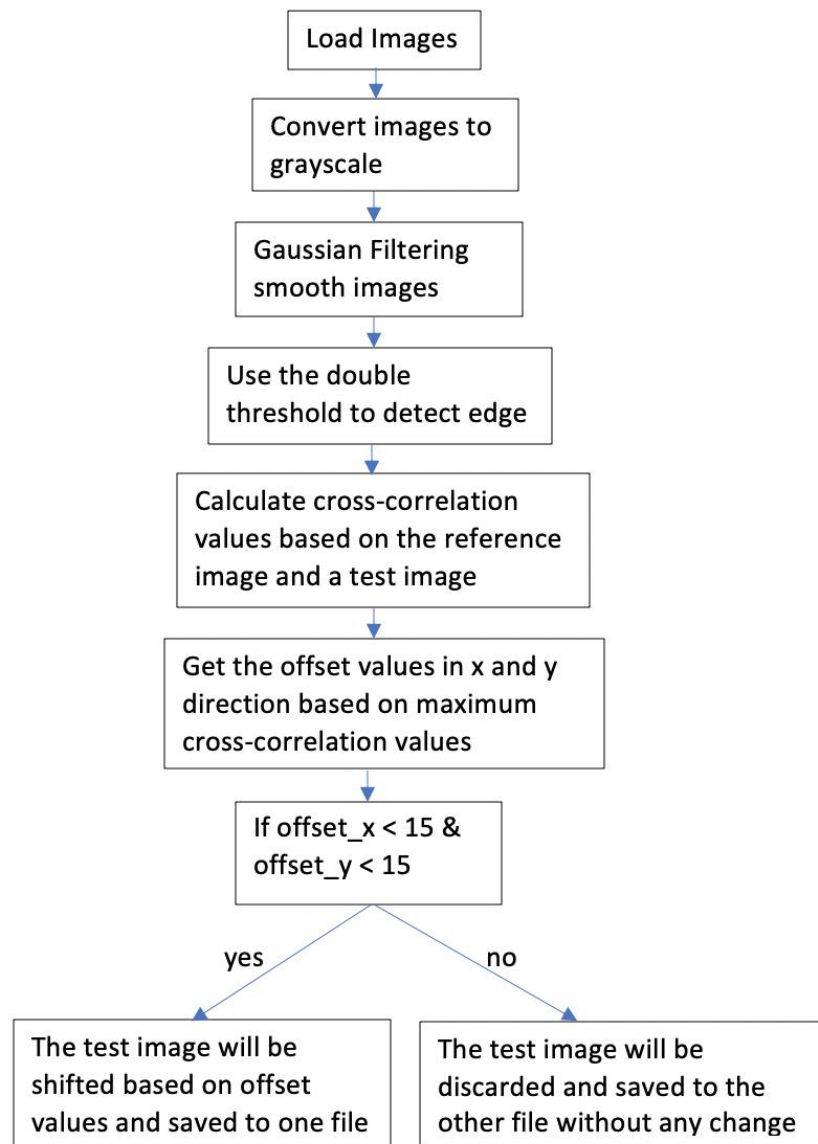 Load Images
Convert images to
grayscale
Gaussian Filtering
smooth images
Use the double
threshold to detect edge
Calculate cross-correlation
values based on the reference
image and a test image
Get the offset values in x and y
direction based on maximum
cross-correlation values
If offset_x < 15 &
offset_y < 15
yes
no
The test image will be
shifted based on offset
values and saved to one file
The test image will be
discarded and saved to the
other file without any change